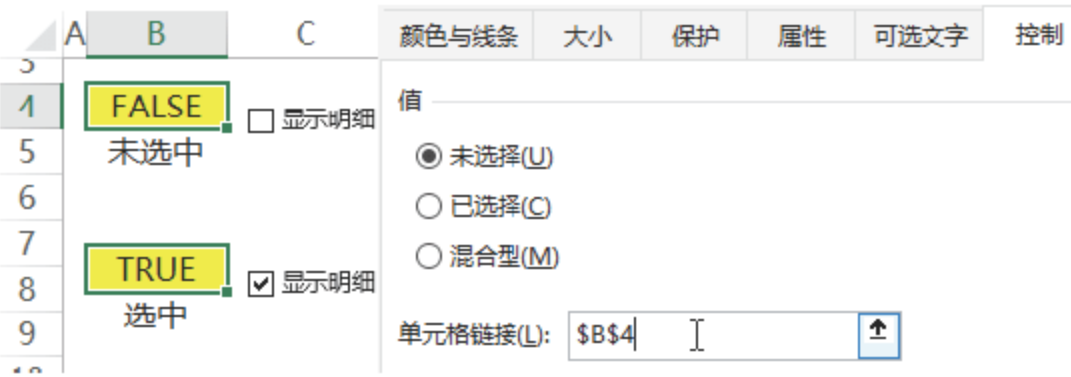 A B C
4 FALSE 显示明细
5 未选中
6
7
8 TRUE 显示明细
9 选中
颜色与线条 大小 保护 属性 可选文字 控制
值
未选择(U)
已选择(C)
混合型(M)
单元格链接(L): $B$4